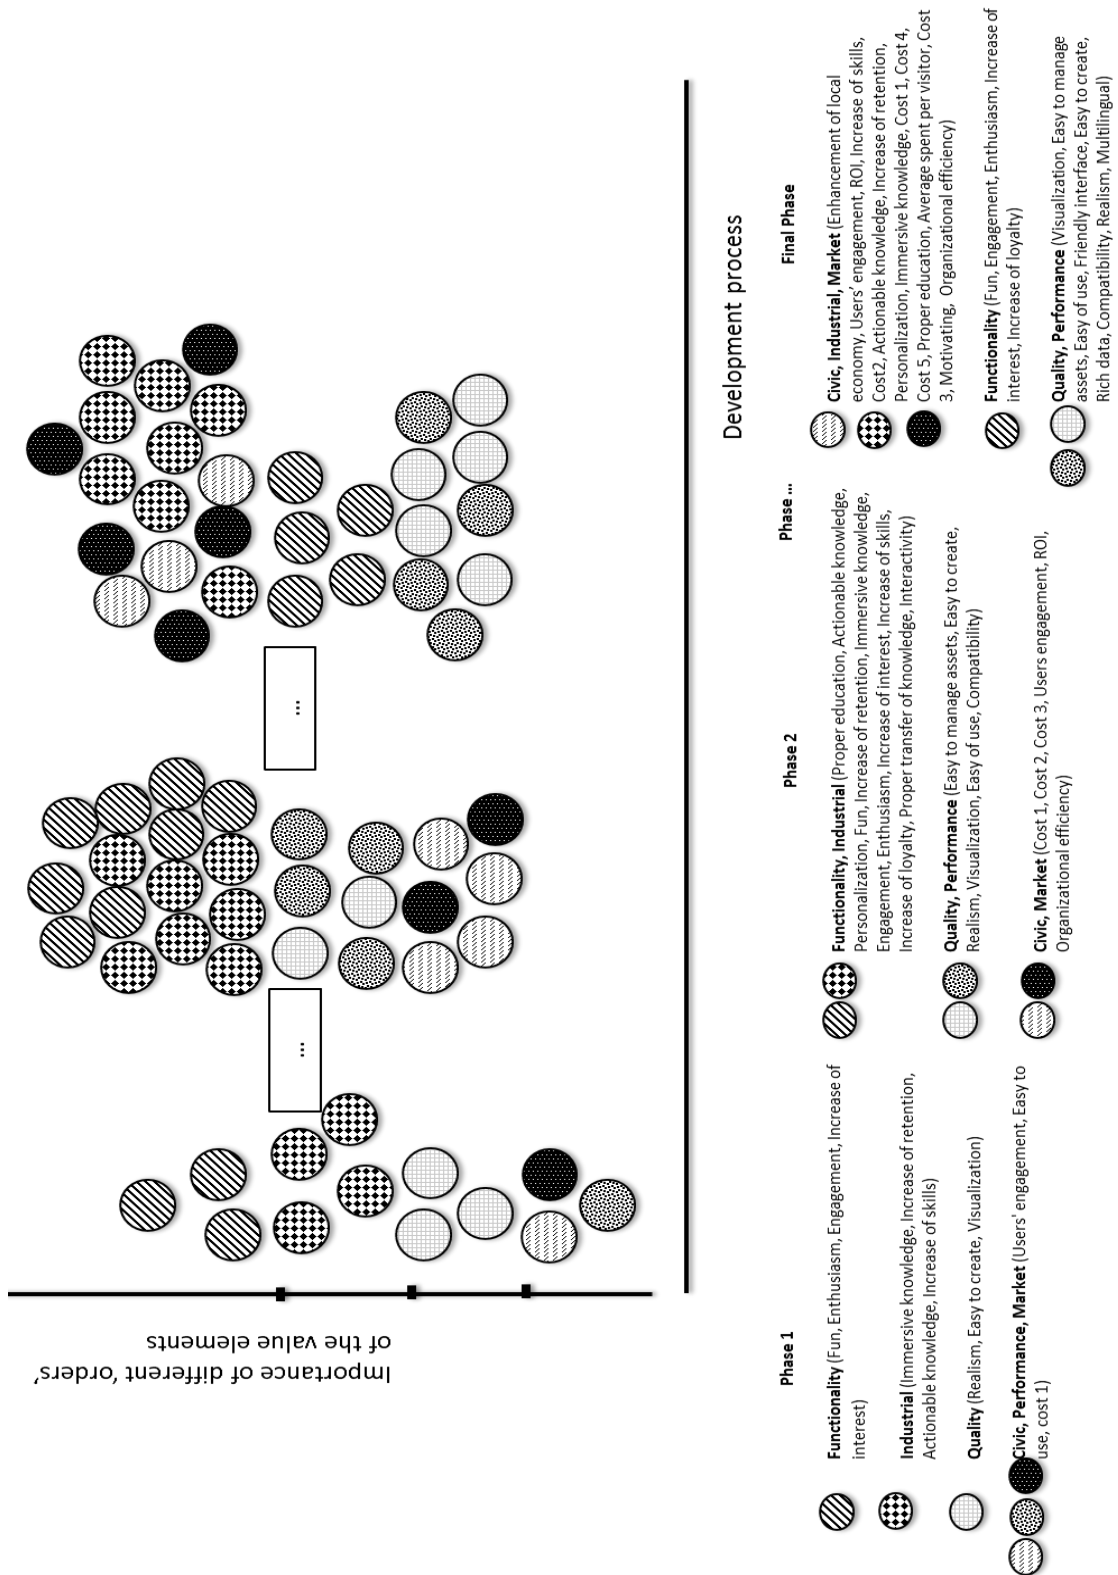 Importance of different ‘orders’
of the value elements
...
...
Development process
Phase 1
Functionality (Fun, Enthusiasm, Engagement, Increase of
interest)
Industrial (Immersive knowledge, Increase of retention,
Actionable knowledge, Increase of skills)
Quality (Realism, Easy to create, Visualization)
Civic, Performance, Market (Users' engagement, Easy to
use, cost 1)
Phase 2
Functionality, Industrial (Proper education, Actionable knowledge,
Personalization, Fun, Increase of retention, Immersive knowledge,
Engagement, Enthusiasm, Increase of interest, Increase of skills,
Increase of loyalty, Proper transfer of knowledge, Interactivity)
Quality, Performance (Easy to manage assets, Easy to create,
Realism, Visualization, Easy of use, Compatibility)
Civic, Market (Cost 1, Cost 2, Cost 3, Users engagement, ROI,
Organizational efficiency)
Phase ...
Final Phase
Civic, Industrial, Market (Enhancement of local
economy, Users’ engagement, ROI, Increase of skills,
Cost2, Actionable knowledge, Increase of retention,
Personalization, Immersive knowledge, Cost 1, Cost 4,
Cost 5, Proper education, Average spent per visitor, Cost
3, Motivating, Organizational efficiency)
Functionality (Fun, Engagement, Enthusiasm, Increase of
interest, Increase of loyalty)
Quality, Performance (Visualization, Easy to manage
assets, Easy of use, Friendly interface, Easy to create,
Rich data, Compatibility, Realism, Multilingual)